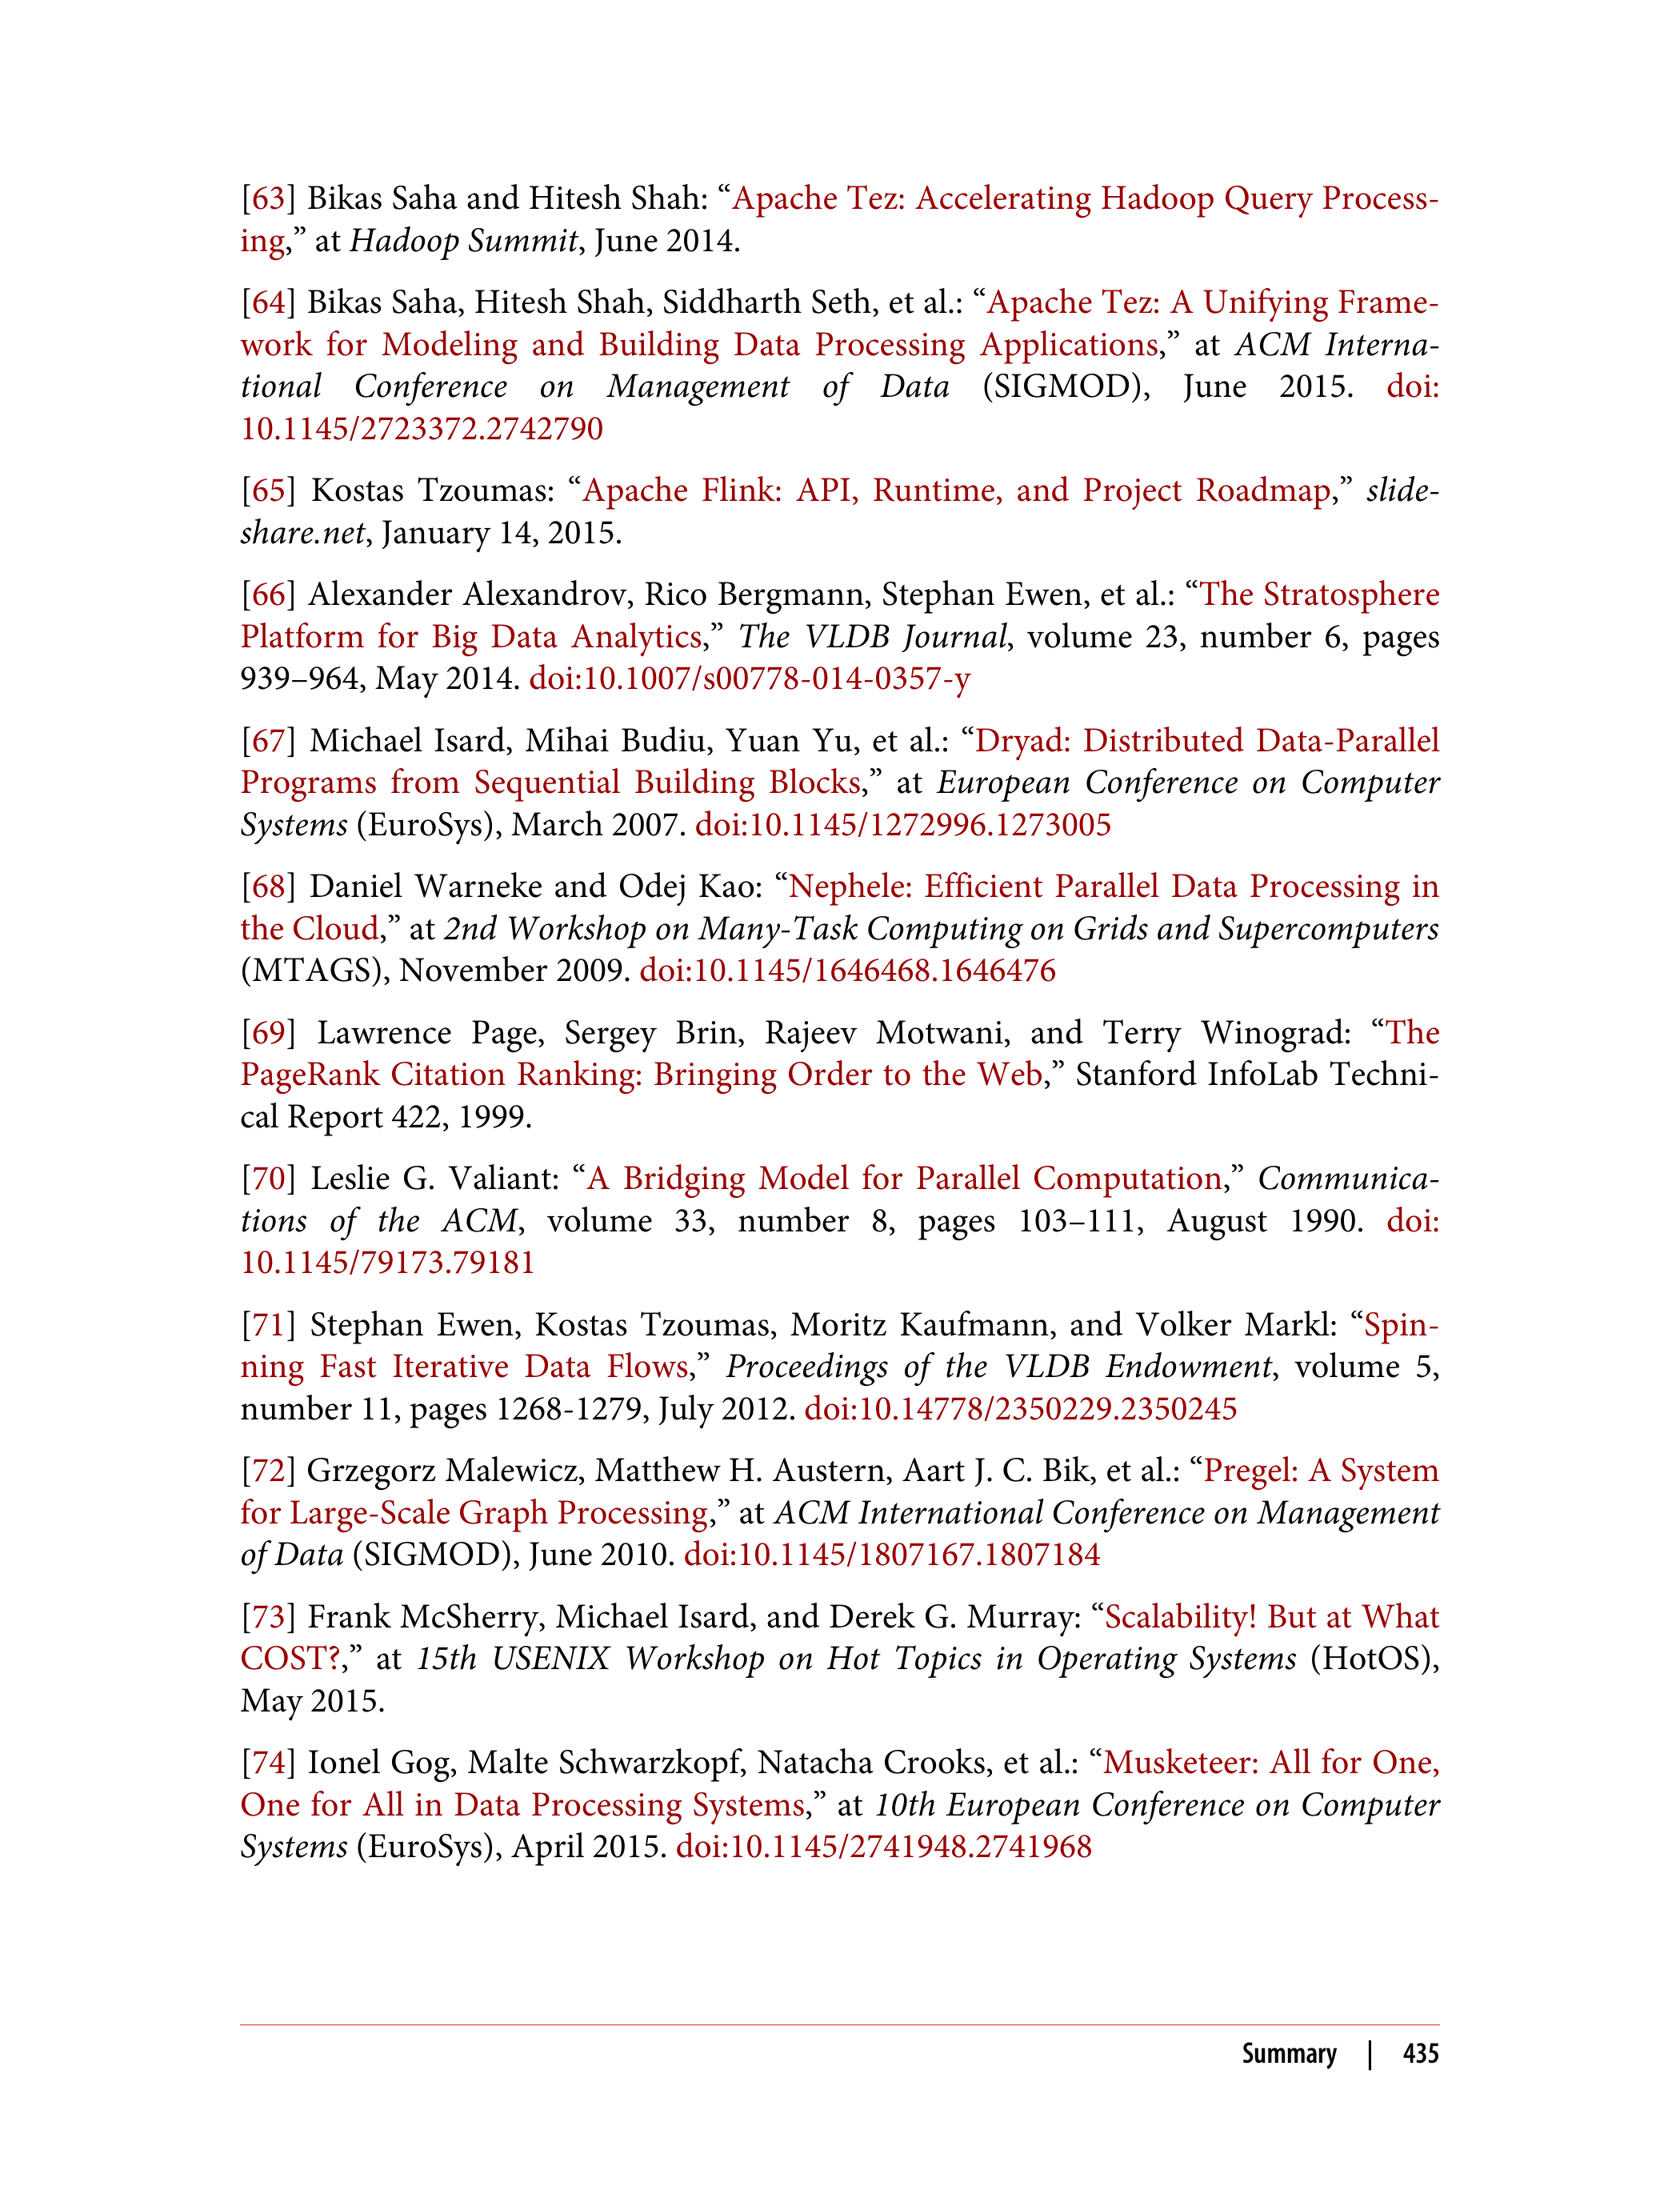 [63] Bikas Saha and Hitesh Shah: “Apache Tez: Accelerating Hadoop Query Process-
ing,” at Hadoop Summit, June 2014.
[64] Bikas Saha, Hitesh Shah, Siddharth Seth, et al.: “Apache Tez: A Unifying Frame-
work for Modeling and Building Data Processing Applications,” at ACM Interna-
tional Conference on Management of Data (SIGMOD), June 2015. doi:
10.1145/2723372.2742790
[65] Kostas Tzoumas: “Apache Flink: API, Runtime, and Project Roadmap,” slide-
share.net, January 14, 2015.
[66] Alexander Alexandrov, Rico Bergmann, Stephan Ewen, et al.: “The Stratosphere
Platform for Big Data Analytics,” The VLDB Journal, volume 23, number 6, pages
939–964, May 2014. doi:10.1007/s00778-014-0357-y
[67] Michael Isard, Mihai Budiu, Yuan Yu, et al.: “Dryad: Distributed Data-Parallel
Programs from Sequential Building Blocks,” at European Conference on Computer
Systems (EuroSys), March 2007. doi:10.1145/1272996.1273005
[68] Daniel Warneke and Odej Kao: “Nephele: Efficient Parallel Data Processing in
the Cloud,” at 2nd Workshop on Many-Task Computing on Grids and Supercomputers
(MTAGS), November 2009. doi:10.1145/1646468.1646476
[69] Lawrence Page, Sergey Brin, Rajeev Motwani, and Terry Winograd: “The
PageRank Citation Ranking: Bringing Order to the Web,” Stanford InfoLab Techni-
cal Report 422, 1999.
[70] Leslie G. Valiant: “A Bridging Model for Parallel Computation,” Communica-
tions of the ACM, volume 33, number 8, pages 103–111, August 1990. doi:
10.1145/79173.79181
[71] Stephan Ewen, Kostas Tzoumas, Moritz Kaufmann, and Volker Markl: “Spin-
ning Fast Iterative Data Flows,” Proceedings of the VLDB Endowment, volume 5,
number 11, pages 1268-1279, July 2012. doi:10.14778/2350229.2350245
[72] Grzegorz Malewicz, Matthew H. Austern, Aart J. C. Bik, et al.: “Pregel: A System
for Large-Scale Graph Processing,” at ACM International Conference on Management
of Data (SIGMOD), June 2010. doi:10.1145/1807167.1807184
[73] Frank McSherry, Michael Isard, and Derek G. Murray: “Scalability! But at What
COST?,” at 15th USENIX Workshop on Hot Topics in Operating Systems (HotOS),
May 2015.
[74] Ionel Gog, Malte Schwarzkopf, Natacha Crooks, et al.: “Musketeer: All for One,
One for All in Data Processing Systems,” at 10th European Conference on Computer
Systems (EuroSys), April 2015. doi:10.1145/2741948.2741968
Summary | 435